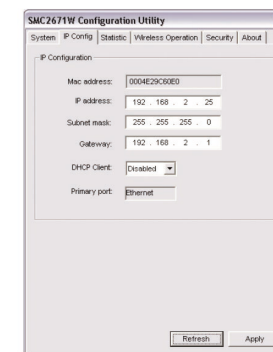 SMC2671W Configuration Utility
System IP Config Statistic Wireless Operation Security About
IP Configuration
Mac address: 0004E29C60E0
IP address: 192 . 168 . 2 . 25
Subnet mask: 255 . 255 . 255 . 0
Gateway: 192 . 168 . 2 . 1
DHCP Client: Disabled
Primary port: Ethernet
Refresh Apply